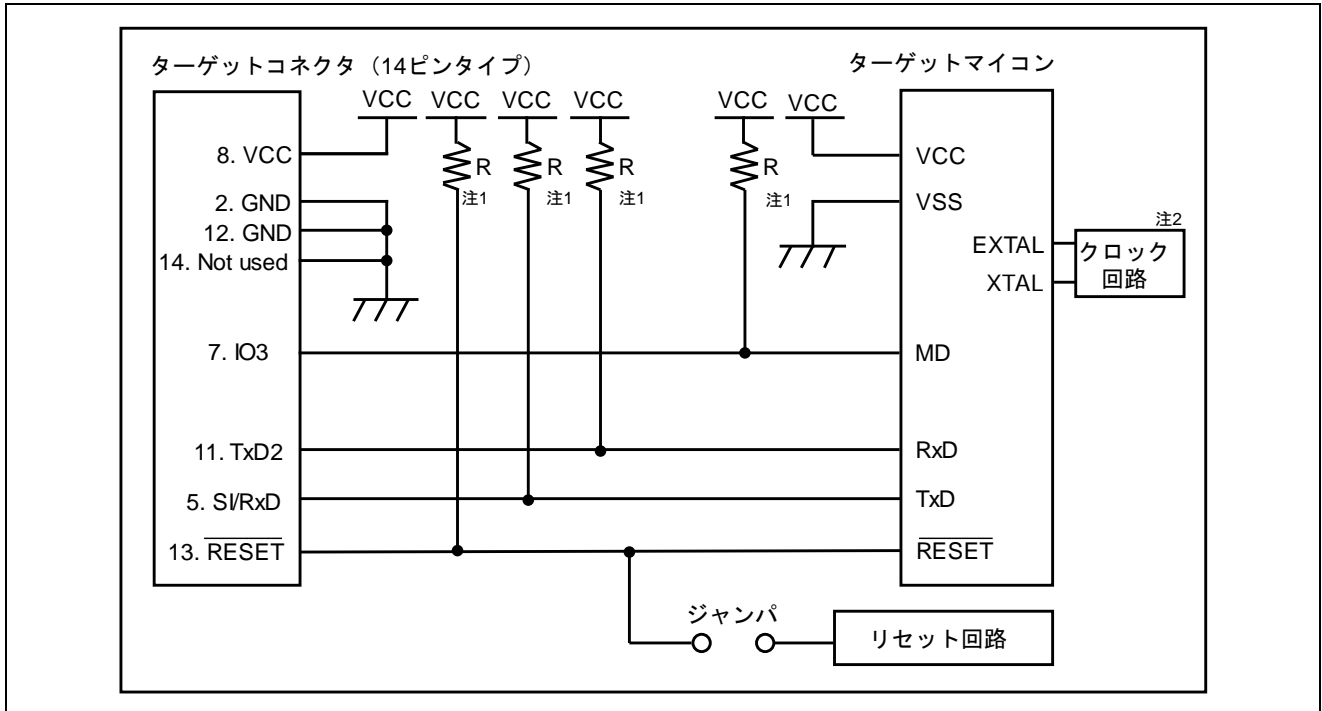 ターゲットコネクタ（14ピンタイプ）
ターゲットマイコン
VCC VCC VCC VCC VCC VCC
R R R R
注1 注1 注1 注1
8. VCC
2. GND
12. GND
14. Not used
7. IO3
11. TxD2
5. SI/RxD
13. RESET
VCC
VSS
EXTAL
XTAL
MD
RxD
TxD
RESET
注2
クロック
回路
ジャンパ
リセット回路